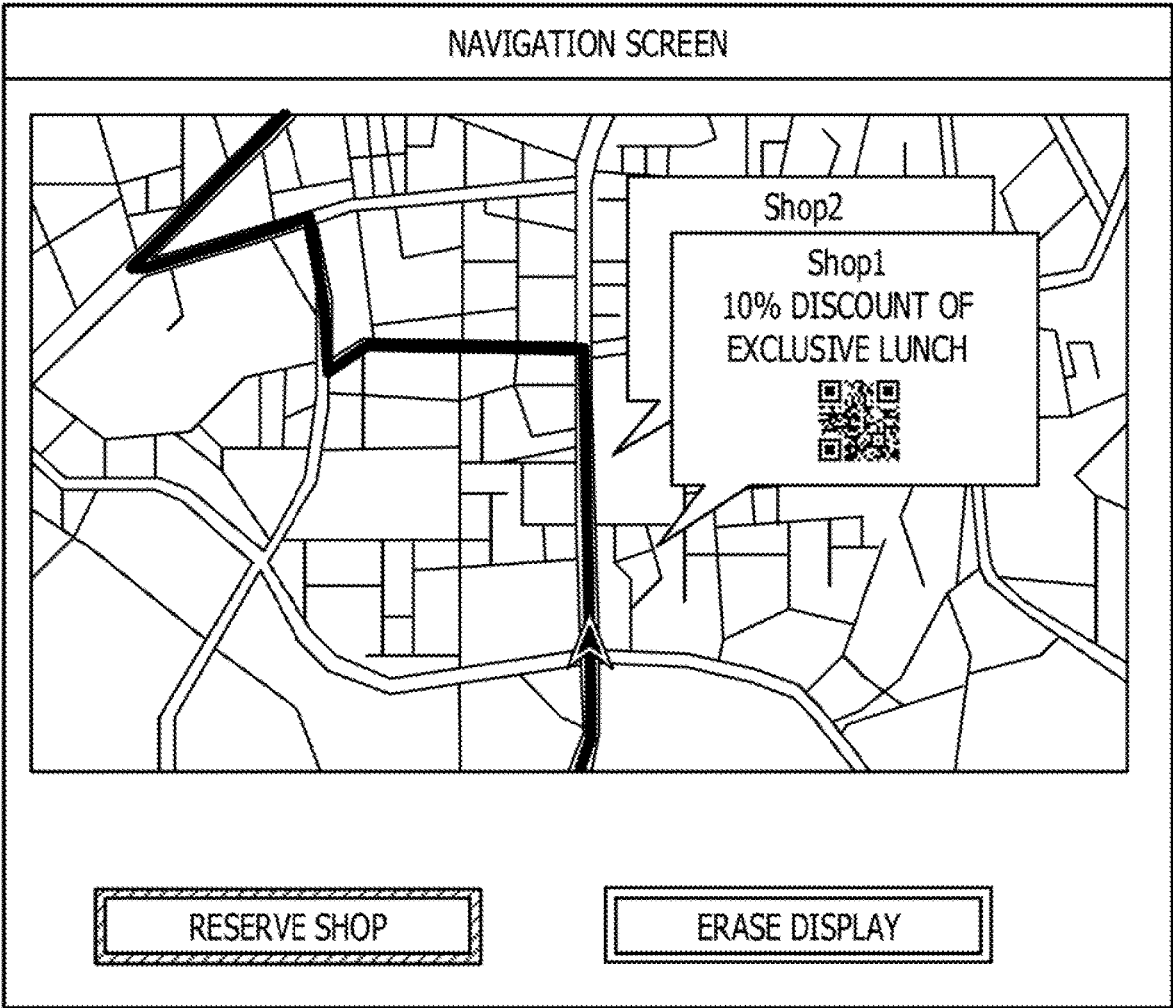 NAVIGATION SCREEN
Shop2
Shop1
10% DISCOUNT OF
EXCLUSIVE LUNCH
RESERVE SHOP
ERASE DISPLAY